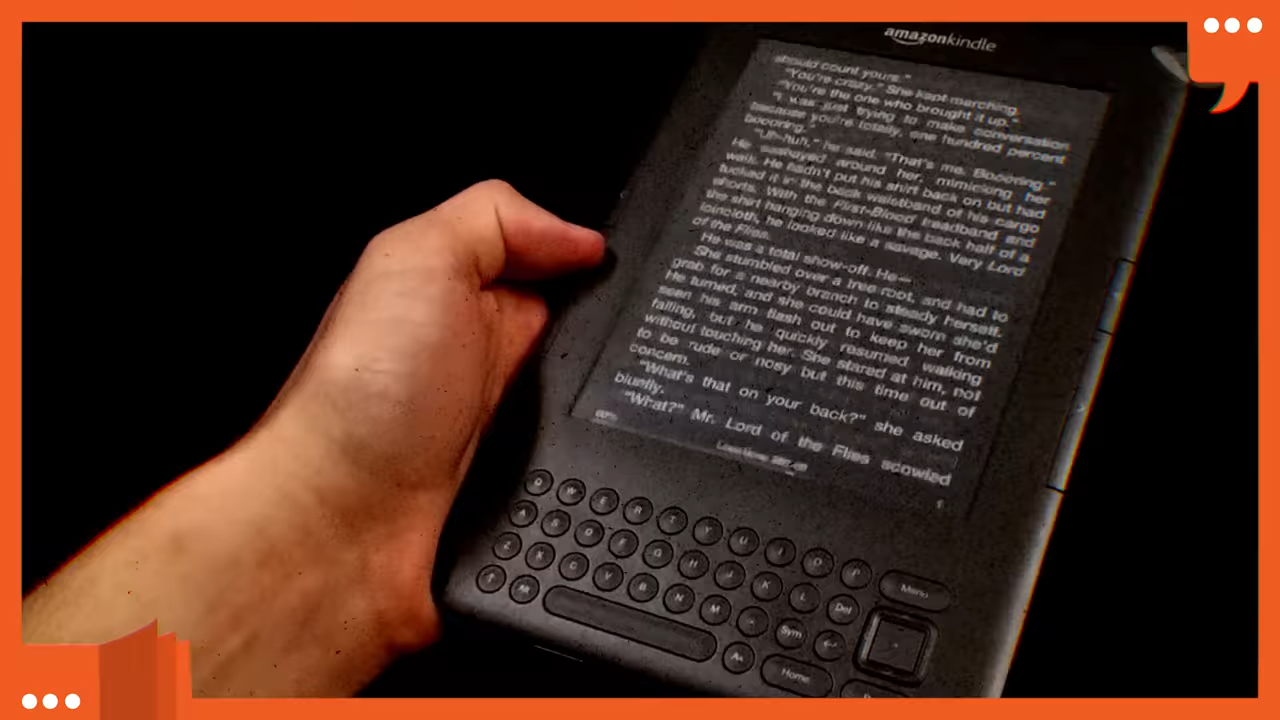 amazonkindle
should count yours."
"You're crazy." She kept marching.
"You're the one who brought it up."
"I was just trying to make conversation
because you're totally, one hundred percent
boooring."
"Uh-huh," he said. "That's me. Boooring."
He sashayed around her, mimicking her
walk. He hadn't put his shirt back on but had
tucked it in the back waistband of his cargo
shorts. With the First-Blood headband and
the shirt hanging down like the back half of a
loincloth, he looked like a savage. Very Lord
of the Flies.
He was a total show-off. He—
She stumbled over a tree root, and had to
grab for a nearby branch to steady herself.
He turned, and she could have sworn she'd
seen his arm flash out to keep her from
falling, but he quickly resumed walking
without touching her. She stared at him, not
to be rude or nosy but this time out of
concern.
"What's that on your back?" she asked
bluntly.
"What?" Mr. Lord of the Flies scowled
Q W E R T Y U I O P Menu
A S D F G H J K L Del
Z X C V B N M . Sym
Alt Aa Home